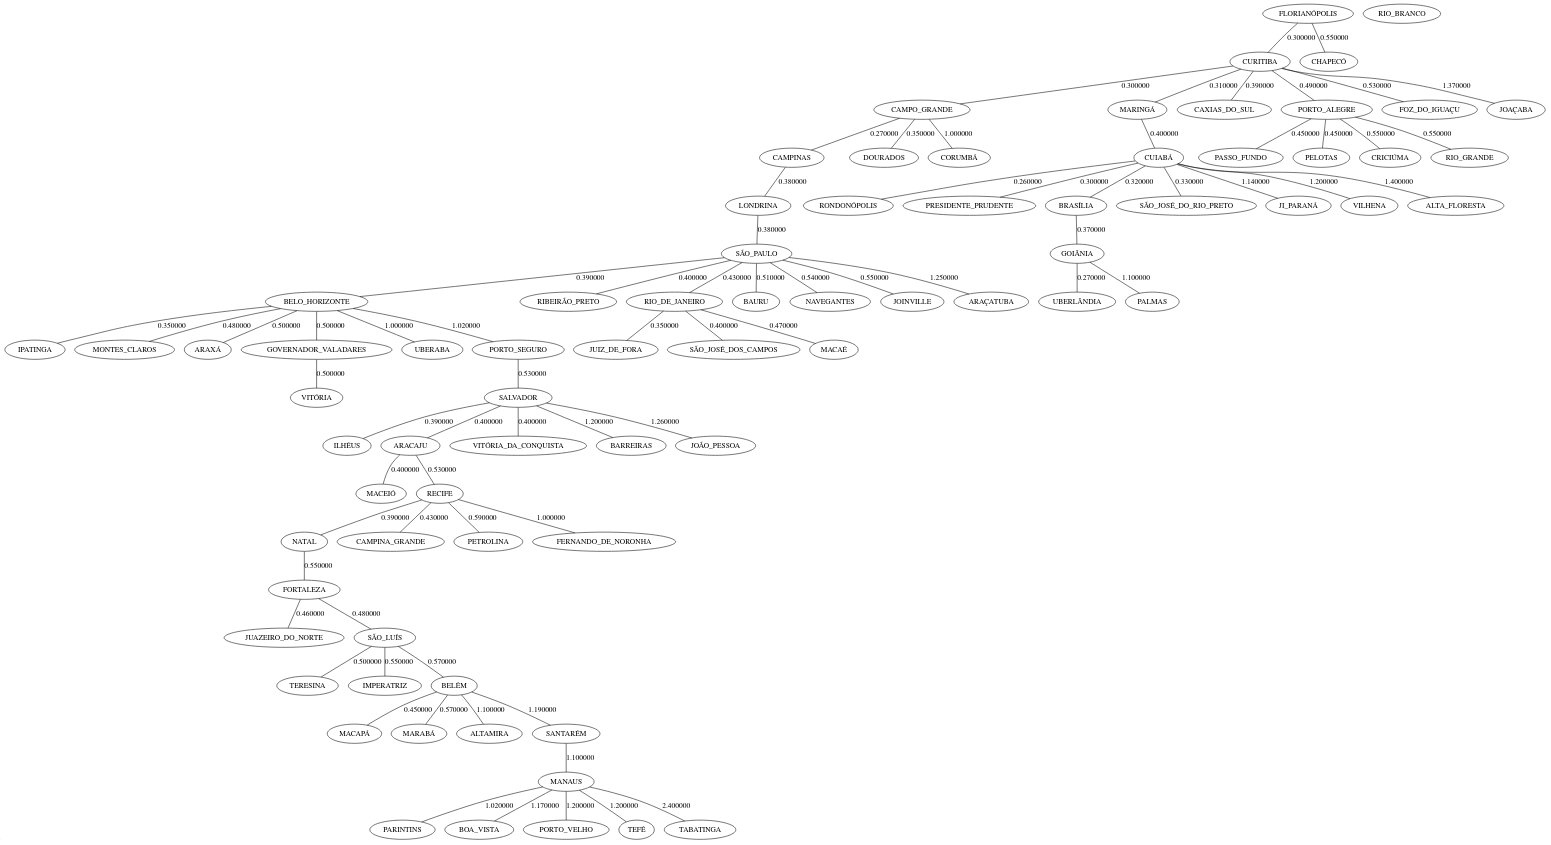 FLORIANÓPOLIS RIO_BRANCO
0.300000 0.550000
CURITIBA CHAPECÓ
0.300000 0.310000 0.390000 0.490000 0.530000 1.370000
CAMPO_GRANDE MARINGÁ CAXIAS_DO_SUL PORTO_ALEGRE FOZ_DO_IGUAÇU JOAÇABA
0.270000 0.350000 1.000000 0.400000 0.450000 0.450000 0.550000 0.550000
CAMPINAS DOURADOS CORUMBÁ CUIABÁ PASSO_FUNDO PELOTAS CRICIÚMA RIO_GRANDE
0.380000 0.260000 0.300000 0.320000 0.330000 1.140000 1.200000 1.400000
LONDRINA RONDONÓPOLIS PRESIDENTE_PRUDENTE BRASÍLIA SÃO_JOSÉ_DO_RIO_PRETO JI_PARANÁ VILHENA ALTA_FLORESTA
0.380000 0.370000
SÃO_PAULO GOIÂNIA
0.390000 0.400000 0.430000 0.510000 0.540000 0.550000 1.250000 0.270000 1.100000
BELO_HORIZONTE RIBEIRÃO_PRETO RIO_DE_JANEIRO BAURU NAVEGANTES JOINVILLE ARAÇATUBA UBERLÂNDIA PALMAS
0.350000 0.480000 0.500000 0.500000 1.000000 1.020000 0.350000 0.400000 0.470000
IPATINGA MONTES_CLAROS ARAXÁ GOVERNADOR_VALADARES UBERABA PORTO_SEGURO JUIZ_DE_FORA SÃO_JOSÉ_DOS_CAMPOS MACAÉ
0.500000 0.530000
VITÓRIA SALVADOR
0.390000 0.400000 0.400000 1.200000 1.260000
ILHÉUS ARACAJU VITÓRIA_DA_CONQUISTA BARREIRAS JOÃO_PESSOA
0.400000 0.530000
MACEIÓ RECIFE
0.390000 0.430000 0.590000 1.000000
NATAL CAMPINA_GRANDE PETROLINA FERNANDO_DE_NORONHA
0.550000
FORTALEZA
0.460000 0.480000
JUAZEIRO_DO_NORTE SÃO_LUÍS
0.500000 0.550000 0.570000
TERESINA IMPERATRIZ BELÉM
0.450000 0.570000 1.100000 1.190000
MACAPÁ MARABÁ ALTAMIRA SANTARÉM
1.100000
MANAUS
1.020000 1.170000 1.200000 1.200000 2.400000
PARINTINS BOA_VISTA PORTO_VELHO TEFÉ TABATINGA